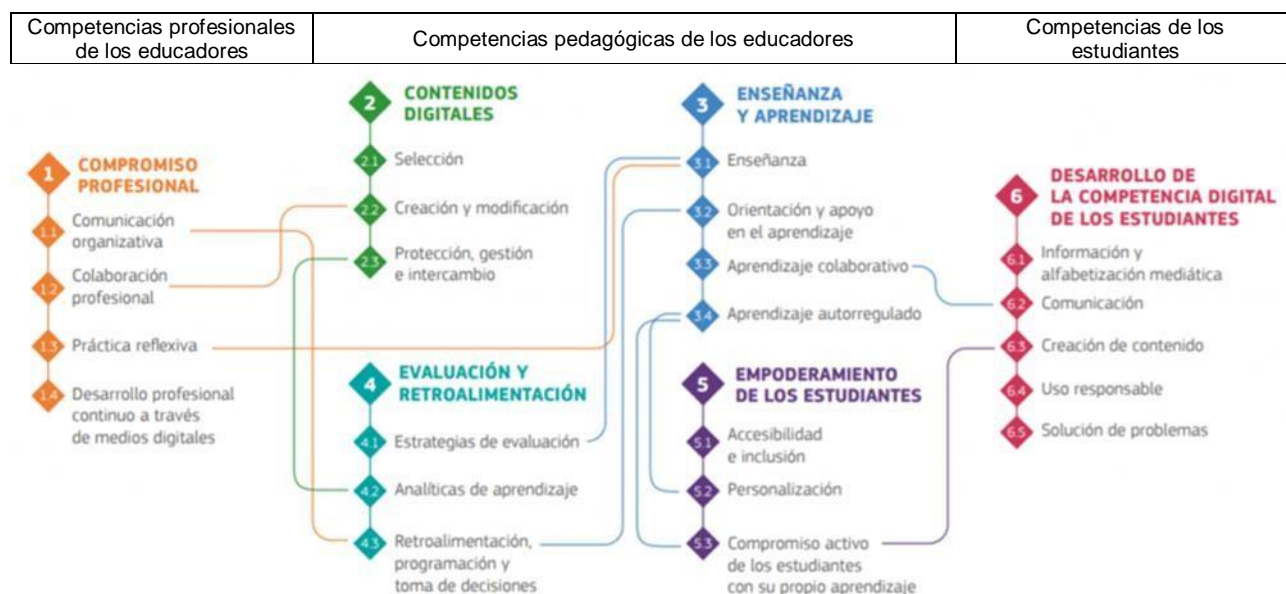 Competencias profesionales
de los educadores
Competencias pedagógicas de los educadores
Competencias de los
estudiantes
1
COMPROMISO
PROFESIONAL
1.1
Comunicación
organizativa
1.2
Colaboración
profesional
1.3
Práctica reflexiva
1.4
Desarrollo profesional
continuo a través
de medios digitales
2
CONTENIDOS
DIGITALES
2.1
Selección
2.2
Creación y modificación
2.3
Protección, gestión
e intercambio
3
ENSEÑANZA
Y APRENDIZAJE
3.1
Enseñanza
3.2
Orientación y apoyo
en el aprendizaje
3.3
Aprendizaje colaborativo
3.4
Aprendizaje autorregulado
4
EVALUACIÓN Y
RETROALIMENTACIÓN
4.1
Estrategias de evaluación
4.2
Analíticas de aprendizaje
4.3
Retroalimentación,
programación y
toma de decisiones
5
EMPODERAMIENTO
DE LOS ESTUDIANTES
5.1
Accesibilidad
e inclusión
5.2
Personalización
5.3
Compromiso activo
de los estudiantes
con su propio aprendizaje
6
DESARROLLO DE
LA COMPETENCIA DIGITAL
DE LOS ESTUDIANTES
6.1
Información y
alfabetización mediática
6.2
Comunicación
6.3
Creación de contenido
6.4
Uso responsable
6.5
Solución de problemas